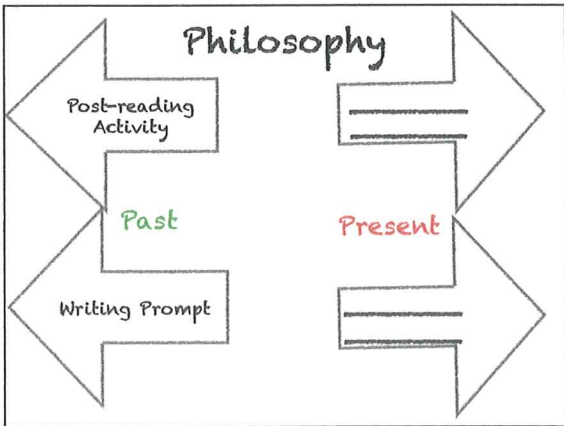 Philosophy
Post-reading
Activity
Past
Present
Writing Prompt